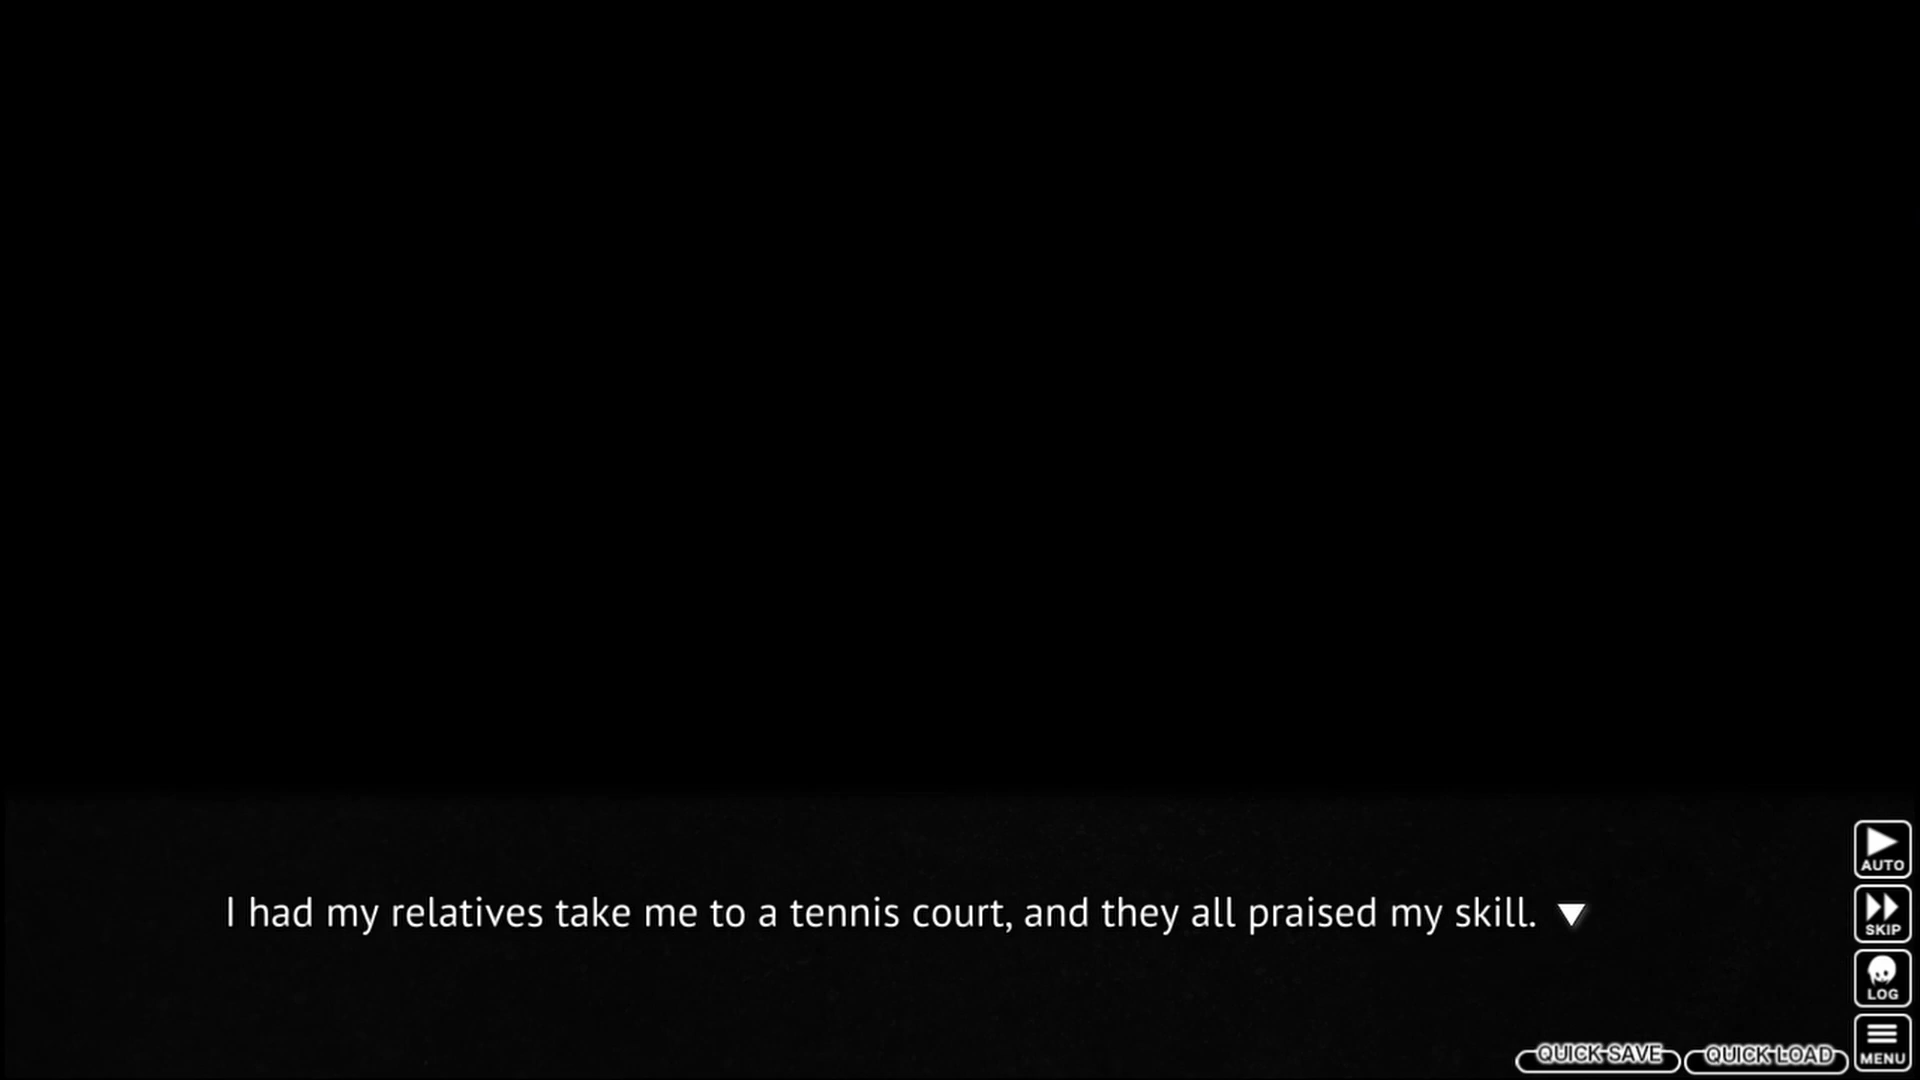 I had my relatives take me to a tennis court, and they all praised my skill.
AUTO
SKIP
LOG
MENU
QUICK SAVE
QUICK LOAD